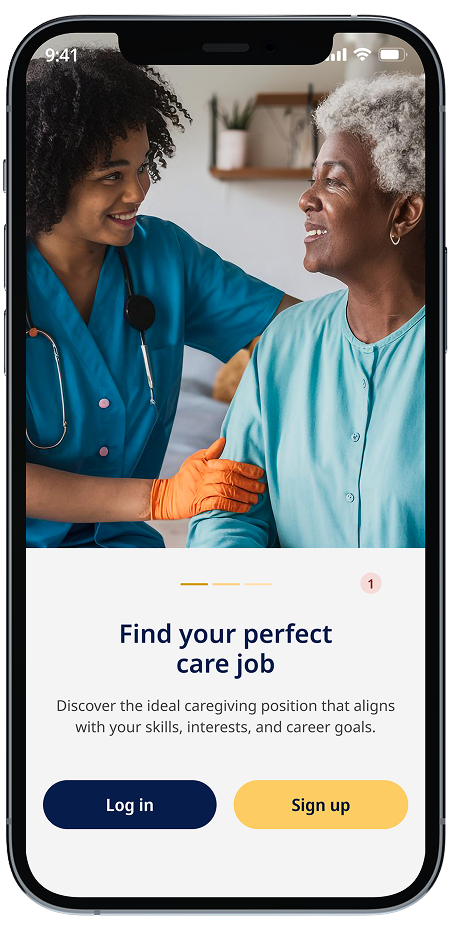 9:41
1
Find your perfect
care job
Discover the ideal caregiving position that aligns
with your skills, interests, and career goals.
Log in
Sign up